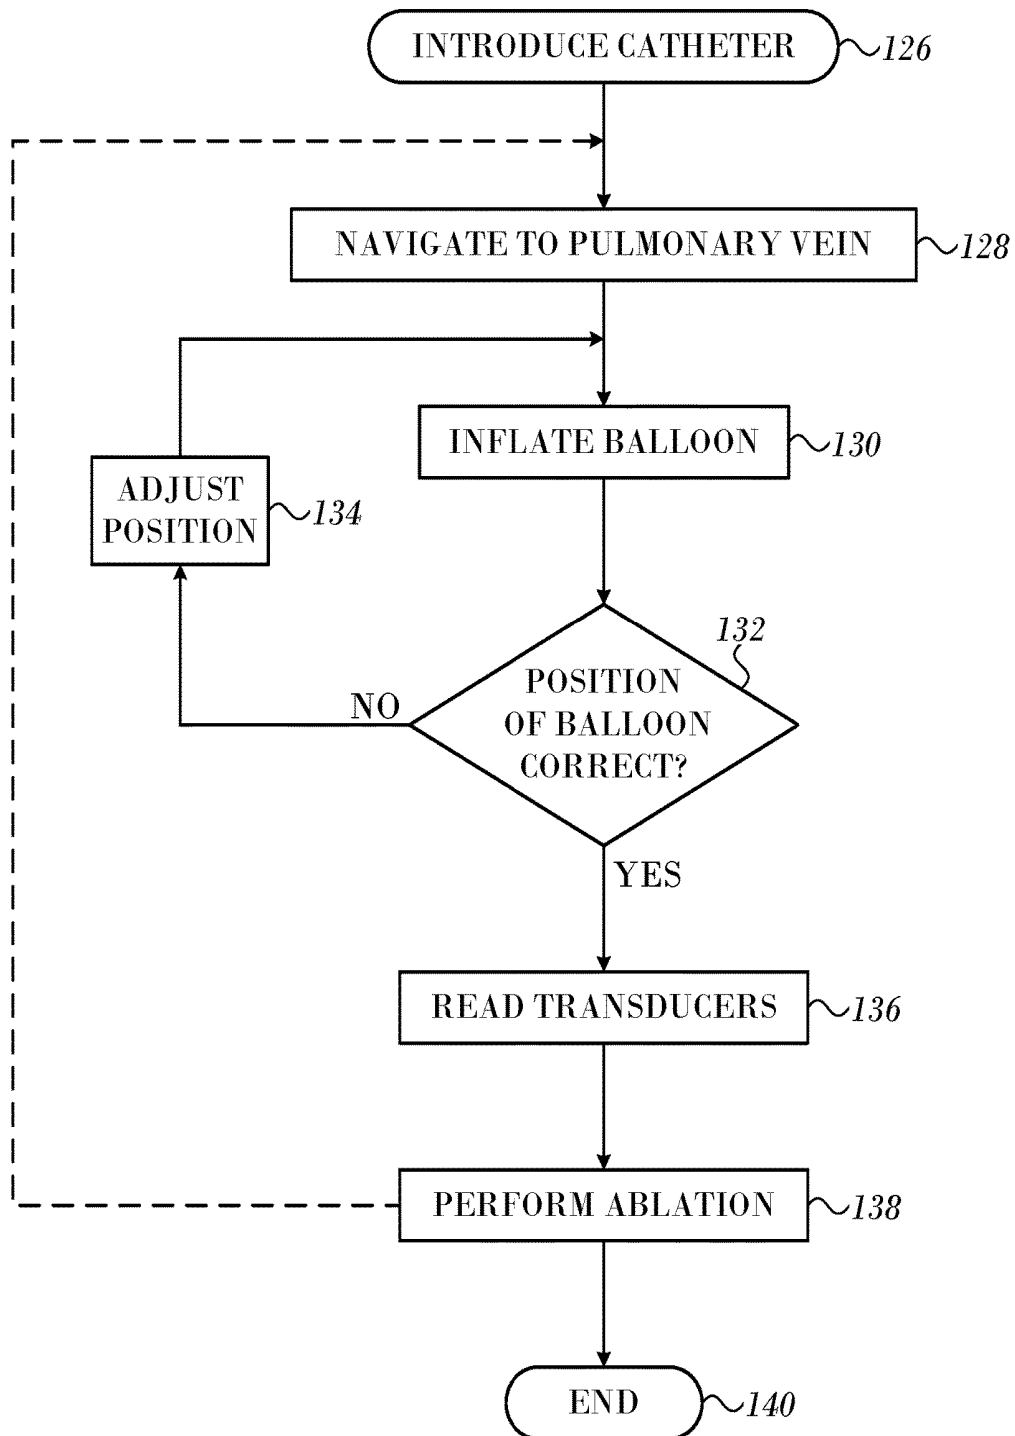 INTRODUCE CATHETER
126
NAVIGATE TO PULMONARY VEIN
128
INFLATE BALLOON
130
ADJUST
POSITION
134
132
POSITION
OF BALLOON
CORRECT?
NO
YES
READ TRANSDUCERS
136
PERFORM ABLATION
138
END
140